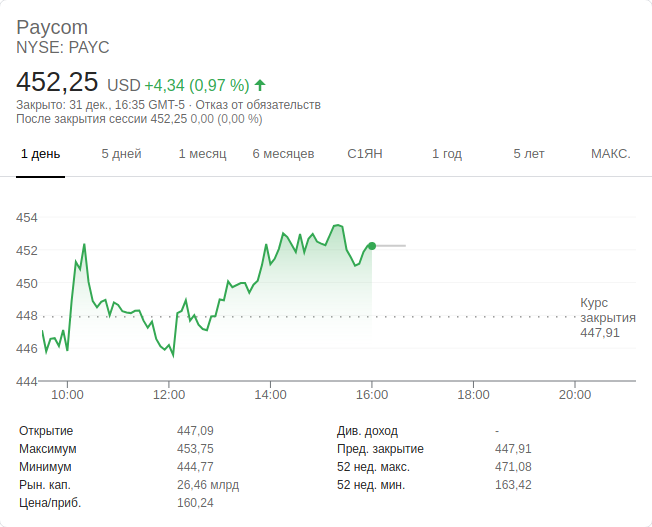 Paycom
NYSE: PAYC
452,25 USD +4,34 (0,97 %)
Закрыто: 31 дек., 16:35 GMT-5 · Отказ от обязательств
После закрытия сессии 452,25 0,00 (0,00 %)
1 день 5 дней 1 месяц 6 месяцев С1ЯН 1 год 5 лет МАКС.
454
452
450
448
446
444
Курс
закрытия
447,91
10:00 12:00 14:00 16:00 18:00 20:00
Открытие 447,09 Див. доход -
Максимум 453,75 Пред. закрытие 447,91
Минимум 444,77 52 нед. макс. 471,08
Рын. кап. 26,46 млрд 52 нед. мин. 163,42
Цена/приб. 160,24